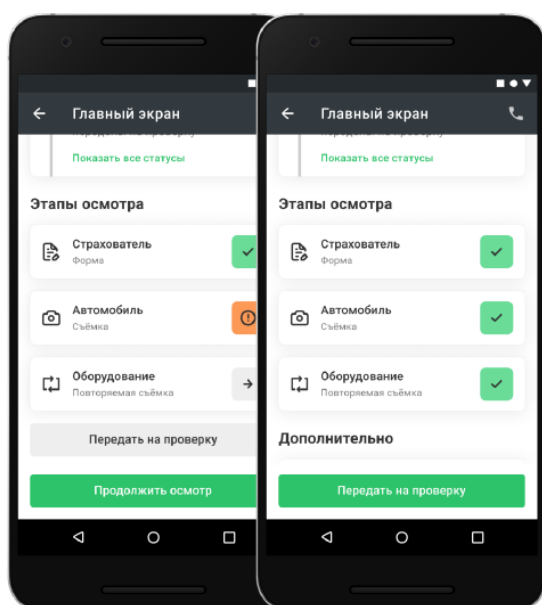 Главный экран
Показать все статусы
Этапы осмотра
Страхователь
Форма
Автомобиль
Съёмка
Оборудование
Повторяемая съёмка
Передать на проверку
Продолжить осмотр
Главный экран
Показать все статусы
Этапы осмотра
Страхователь
Форма
Автомобиль
Съёмка
Оборудование
Повторяемая съёмка
Дополнительно
Передать на проверку